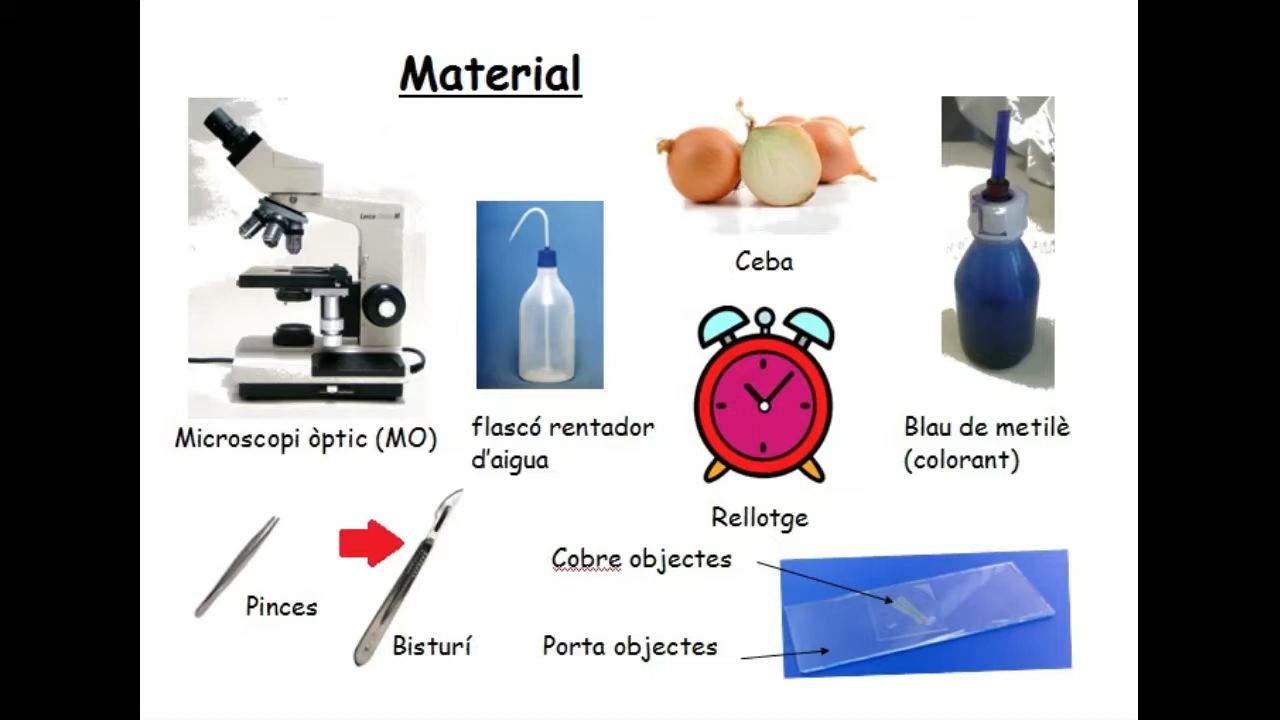 Material
Ceba
Microscopi òptic (MO)
flascó rentador
d'aigua
Blau de metilè
(colorant)
Rellotge
Cobre objectes
Pinces
Bisturí
Porta objectes